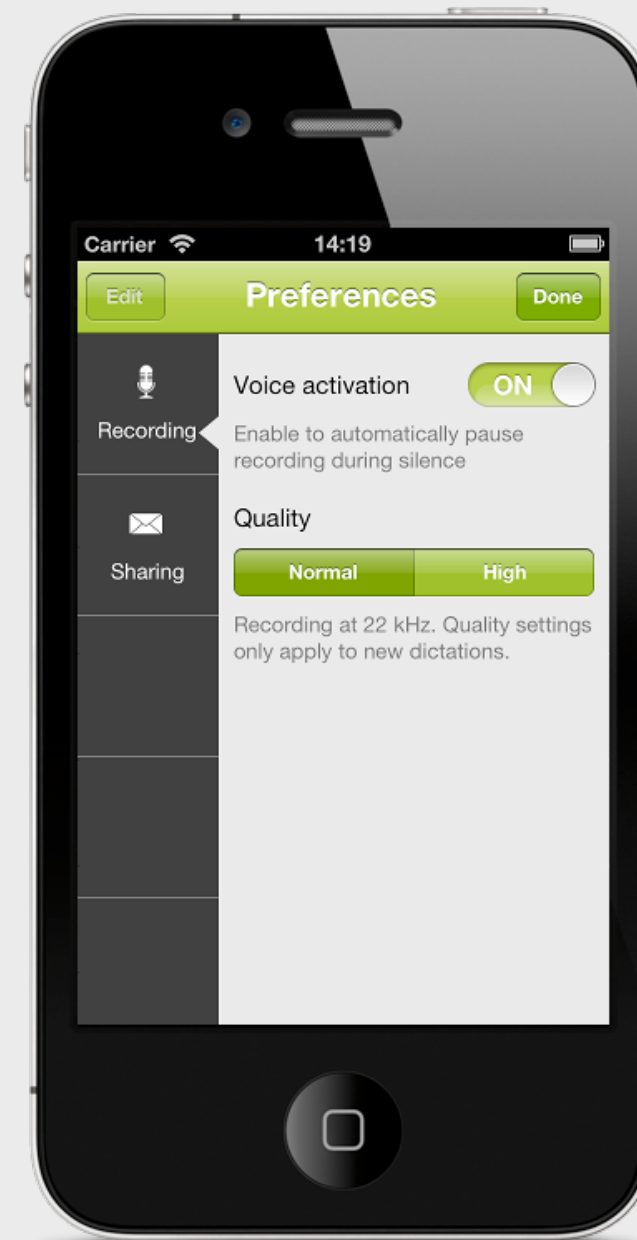 Carrier 14:19
Edit Preferences Done
Voice activation ON
Recording
Enable to automatically pause
recording during silence
Quality
Sharing
Normal High
Recording at 22 kHz. Quality settings
only apply to new dictations.